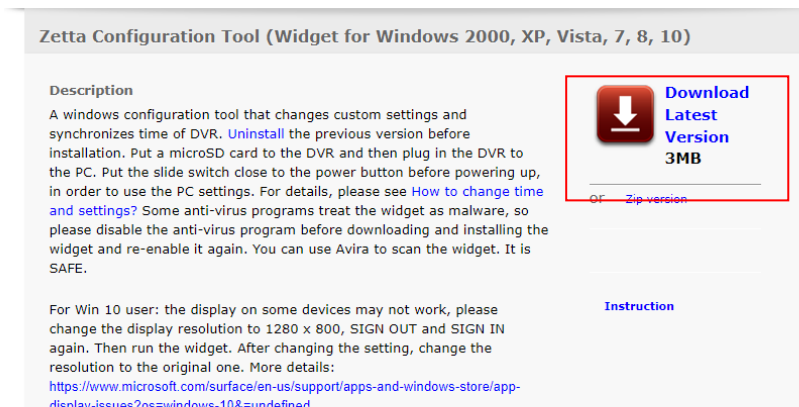 Zetta Configuration Tool (Widget for Windows 2000, XP, Vista, 7, 8, 10)
Description
A windows configuration tool that changes custom settings and
synchronizes time of DVR. Uninstall the previous version before
installation. Put a microSD card to the DVR and then plug in the DVR to
the PC. Put the slide switch close to the power button before powering up,
in order to use the PC settings. For details, please see How to change time
and settings? Some anti-virus programs treat the widget as malware, so
please disable the anti-virus program before downloading and installing the
widget and re-enable it again. You can use Avira to scan the widget. It is
SAFE.
For Win 10 user: the display on some devices may not work, please
change the display resolution to 1280 x 800, SIGN OUT and SIGN IN
again. Then run the widget. After changing the setting, change the
resolution to the original one. More details:
https://www.microsoft.com/surface/en-us/support/apps-and-windows-store/app-
display-issues?os=windows-10&=undefined
Download
Latest
Version
3MB
or Zip version
Instruction